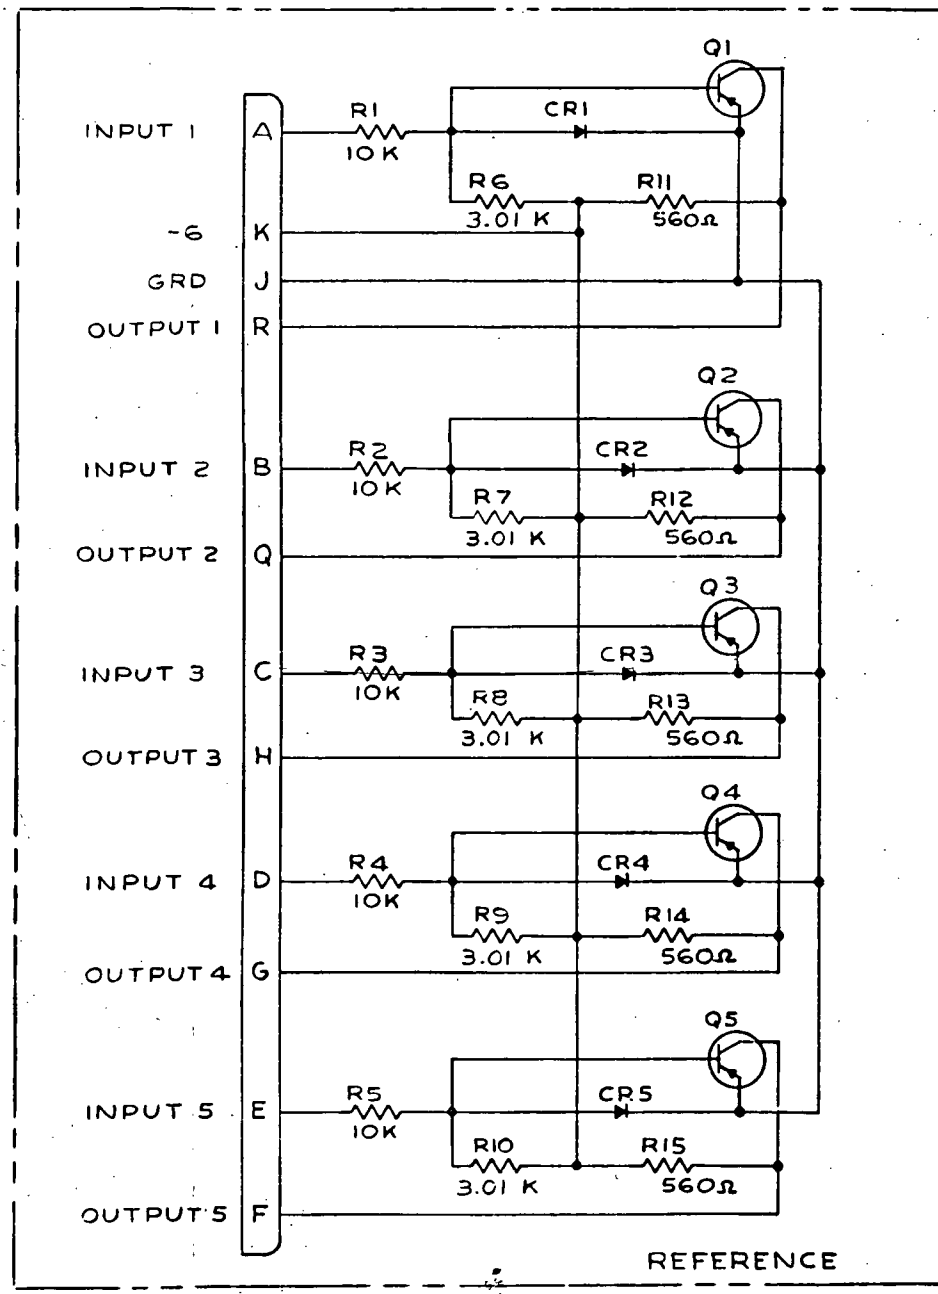 Q1
R1
CR1
INPUT 1 A
10K
R6 R11
3.01 K 560Ω
-6 K
GRD J
OUTPUT 1 R
Q2
R2 CR2
INPUT 2 B
10K
R7 R12
3.01 K 560Ω
OUTPUT 2 Q
Q3
R3 CR3
INPUT 3 C
10K
R8 R13
3.01 K 560Ω
OUTPUT 3 H
Q4
R4 CR4
INPUT 4 D
10K
R9 R14
3.01 K 560Ω
OUTPUT 4 G
Q5
R5 CR5
INPUT 5 E
10K
R10 R15
3.01 K 560Ω
OUTPUT 5 F
REFERENCE